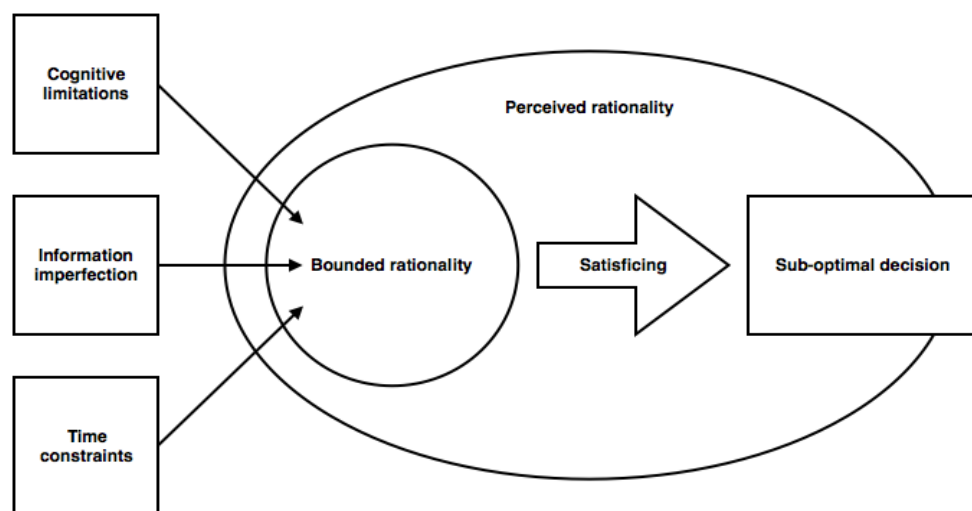 Cognitive
limitations
Perceived rationality
Information
imperfection
Bounded rationality
Satisficing
Sub-optimal decision
Time
constraints